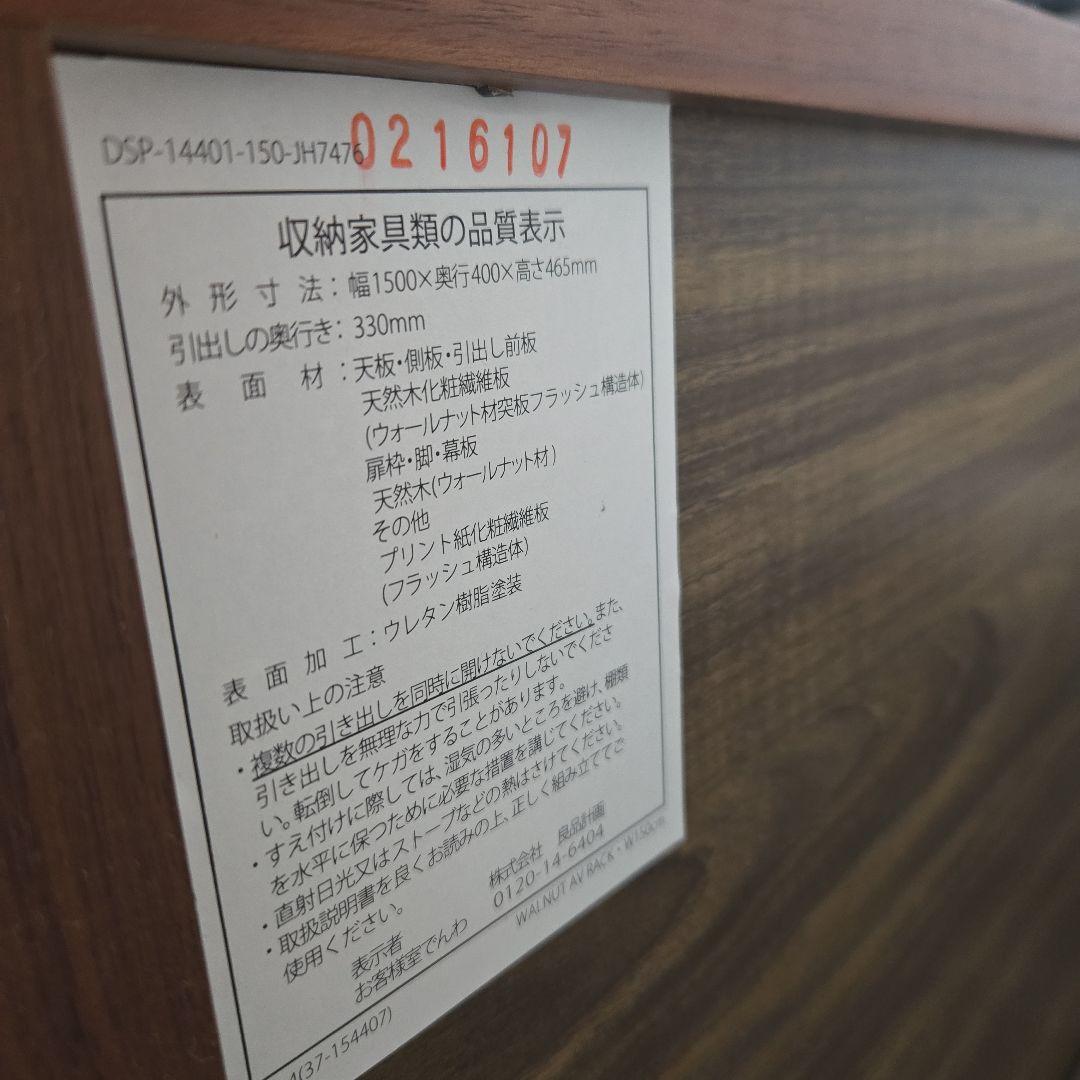 DSP-14401-150-JH7476 0216107
収納家具類の品質表示
外形寸法：幅1500×奥行400×高さ465mm
引出しの奥行き：330mm
表面材：天板・側板・引出し前板
天然木化粧繊維板
(ウォールナット材突板フラッシュ構造体)
扉枠・脚・幕板
天然木(ウォールナット材)
その他
プリント紙化粧繊維板
(フラッシュ構造体)
表面加工：ウレタン樹脂塗装
取扱い上の注意
・複数の引き出しを同時に開けないでください。また、
引き出しを無理な力で引張ったりしないでくださ
い。転倒してケガをすることがあります。
・すえ付けに際しては、湿気の多いところを避け、棚類
を水平に保つために必要な措置を講じてください。
・直射日光又はストーブなどの熱はさけてください。
・取扱説明書を良くお読みの上、正しく組み立ててご
使用ください。
表示者 株式会社 良品計画
お客様室でんわ 0120-14-6404
WALNUT AV RACK・W150cm
4(37-154407)